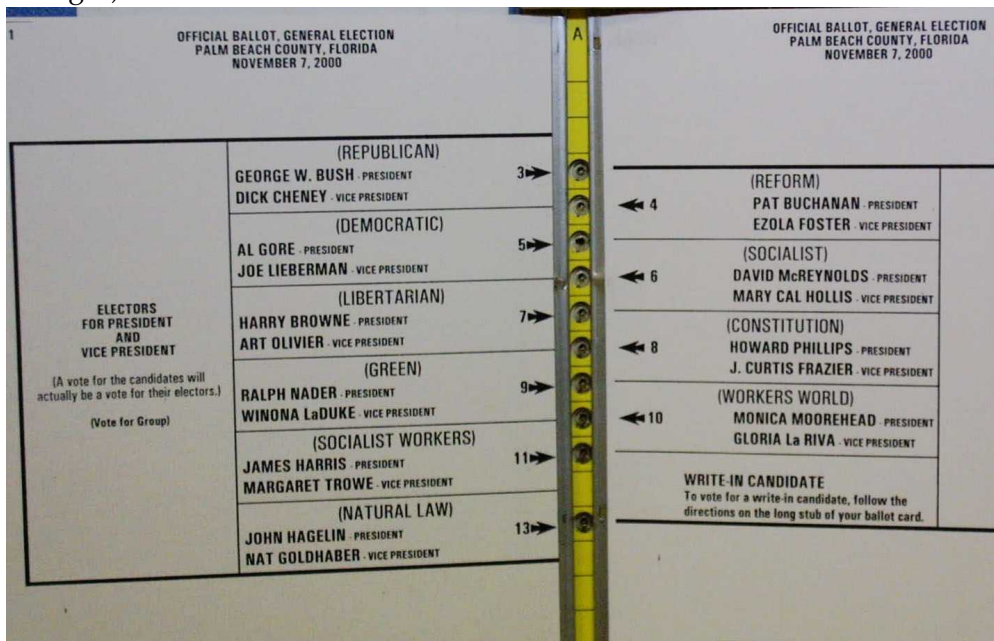 1
OFFICIAL BALLOT, GENERAL ELECTION
PALM BEACH COUNTY, FLORIDA
NOVEMBER 7, 2000
ELECTORS
FOR PRESIDENT
AND
VICE PRESIDENT
(A vote for the candidates will
actually be a vote for their electors.)
(Vote for Group)
(REPUBLICAN)
GEORGE W. BUSH - PRESIDENT
DICK CHENEY - VICE PRESIDENT
3
(DEMOCRATIC)
AL GORE - PRESIDENT
JOE LIEBERMAN - VICE PRESIDENT
5
(LIBERTARIAN)
HARRY BROWNE - PRESIDENT
ART OLIVIER - VICE PRESIDENT
7
(GREEN)
RALPH NADER - PRESIDENT
WINONA LaDUKE - VICE PRESIDENT
9
(SOCIALIST WORKERS)
JAMES HARRIS - PRESIDENT
MARGARET TROWE - VICE PRESIDENT
11
(NATURAL LAW)
JOHN HAGELIN - PRESIDENT
NAT GOLDHABER - VICE PRESIDENT
13
A
OFFICIAL BALLOT, GENERAL ELECTION
PALM BEACH COUNTY, FLORIDA
NOVEMBER 7, 2000
(REFORM)
4 PAT BUCHANAN - PRESIDENT
EZOLA FOSTER - VICE PRESIDENT
(SOCIALIST)
6 DAVID McREYNOLDS - PRESIDENT
MARY CAL HOLLIS - VICE PRESIDENT
(CONSTITUTION)
8 HOWARD PHILLIPS - PRESIDENT
J. CURTIS FRAZIER - VICE PRESIDENT
(WORKERS WORLD)
10 MONICA MOOREHEAD - PRESIDENT
GLORIA La RIVA - VICE PRESIDENT
WRITE-IN CANDIDATE
To vote for a write-in candidate, follow the
directions on the long stub of your ballot card.